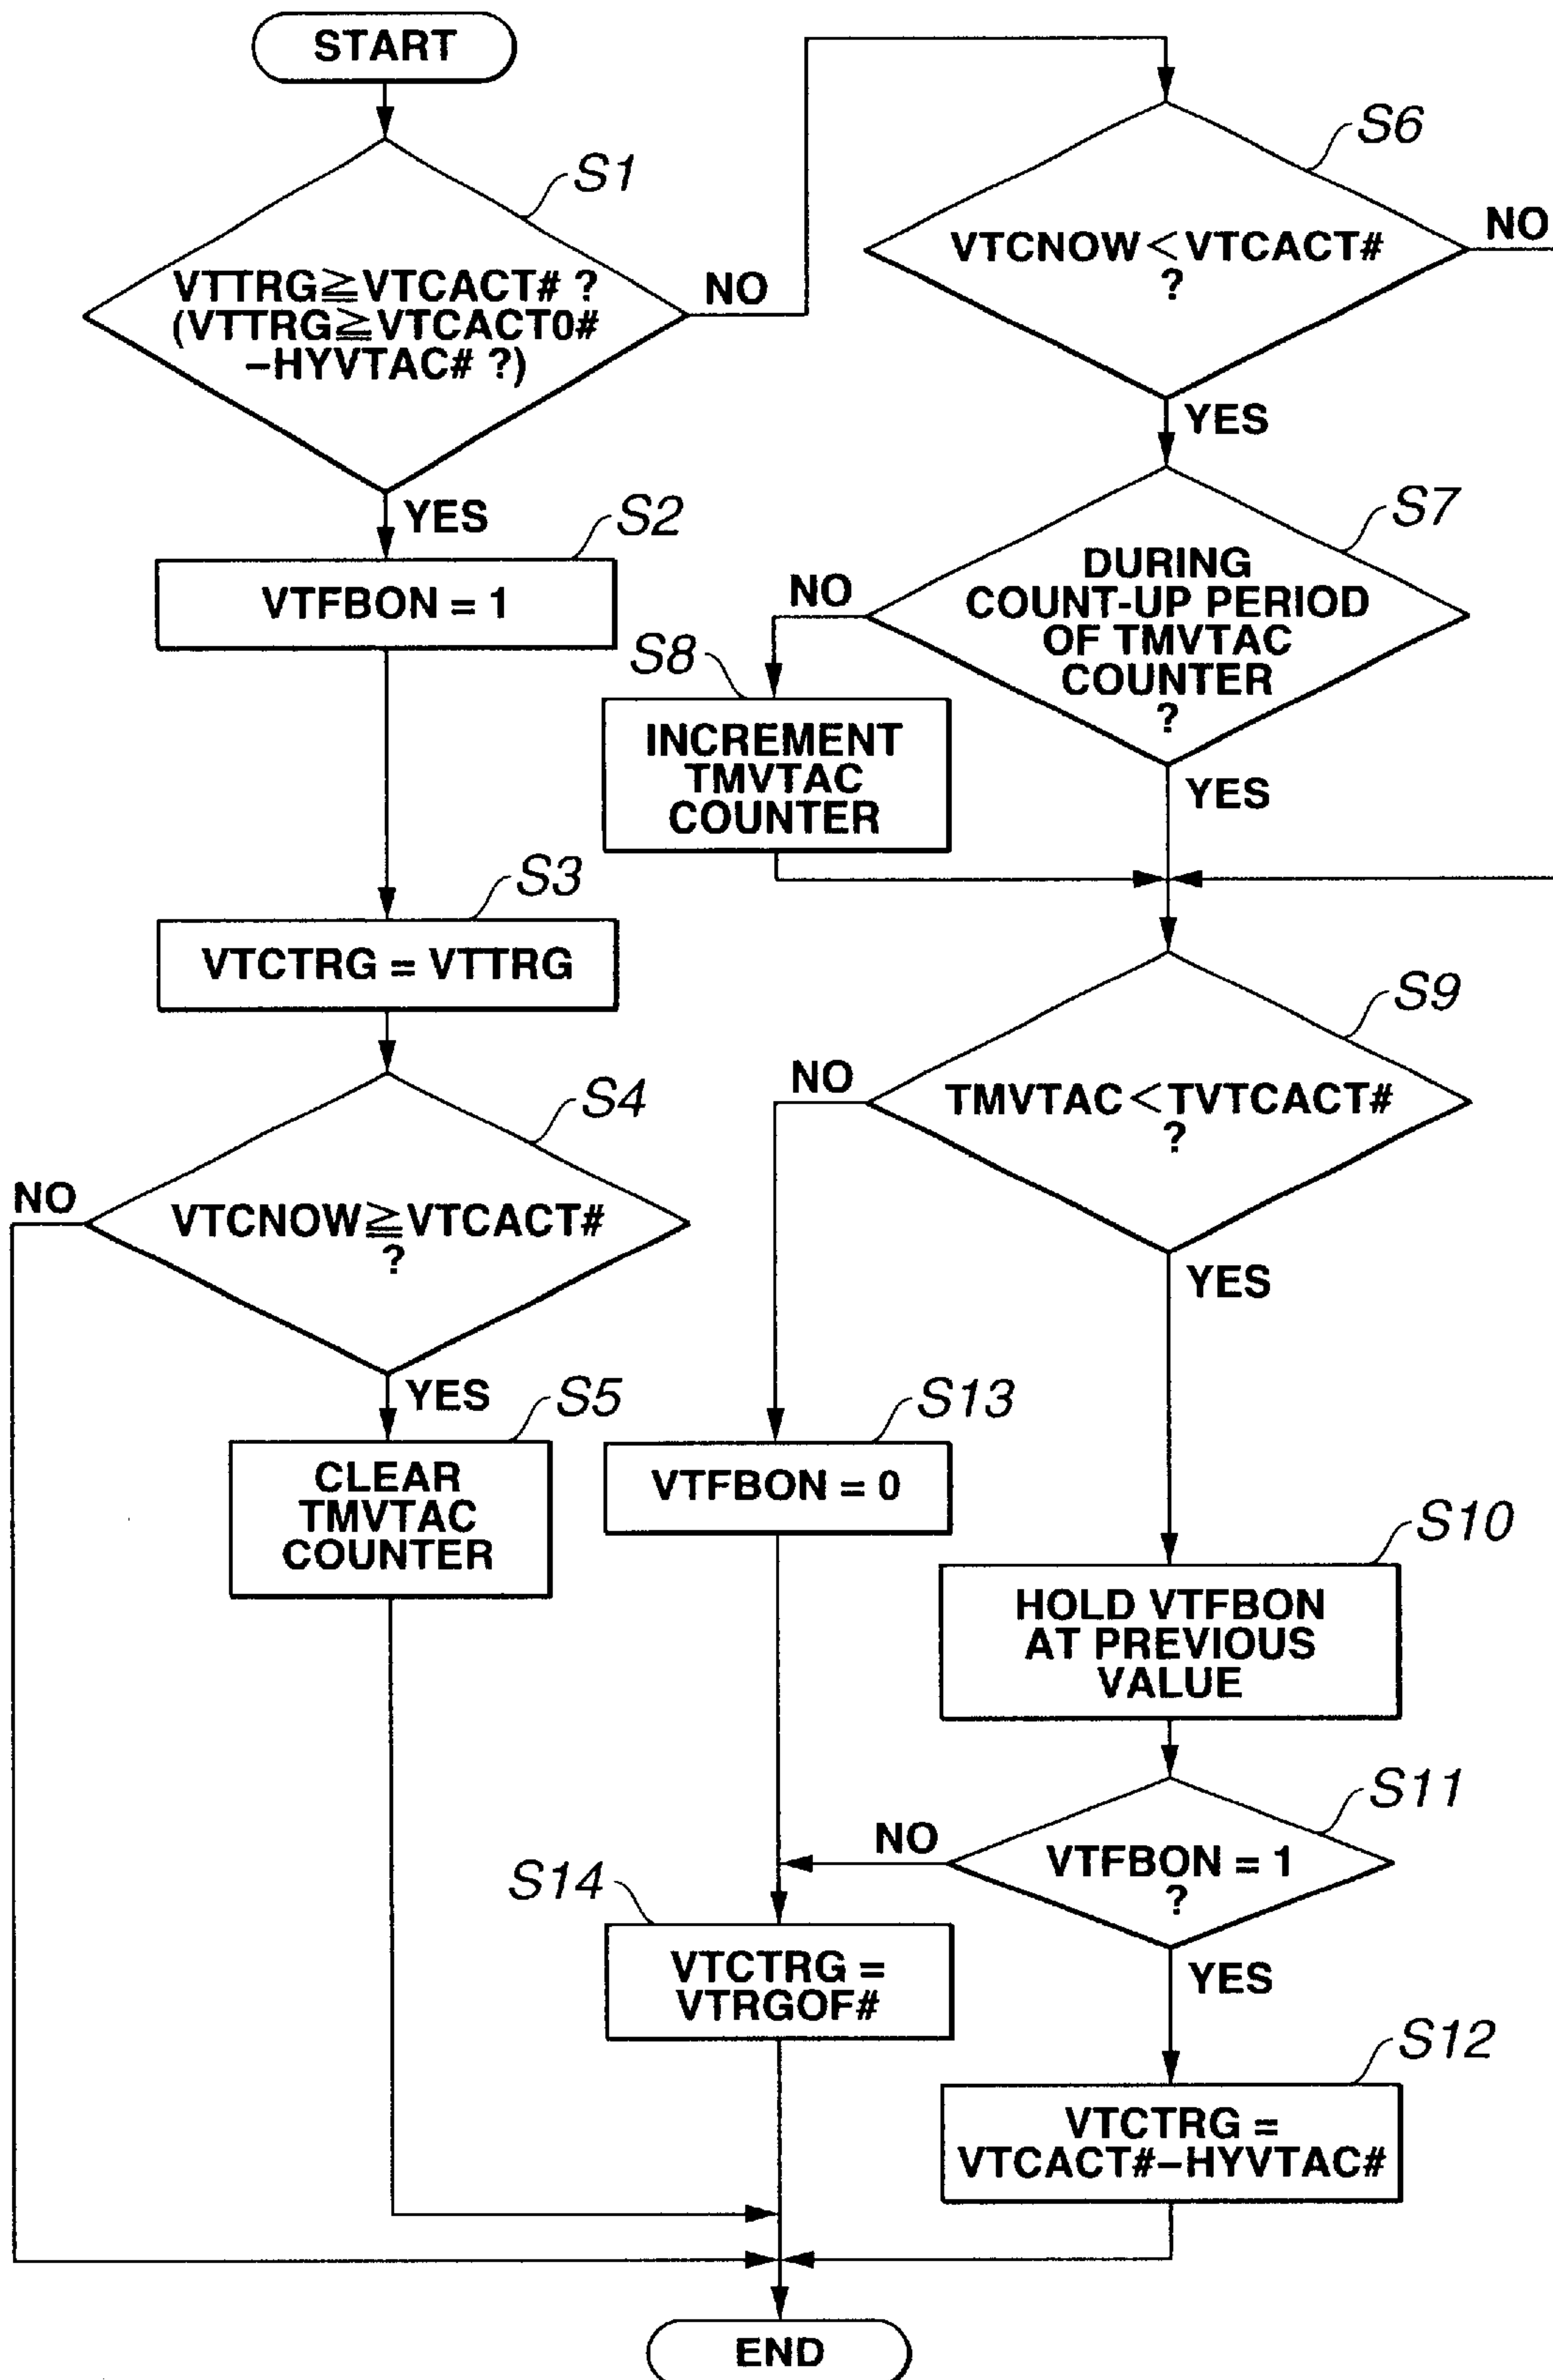 START
S1
VTTRG≧VTCACT# ?
(VTTRG≧VTCACT0#
−HYVTAC# ?)
NO
YES
S2
VTFBON = 1
S3
VTCTRG = VTTRG
S4
NO
VTCNOW≧VTCACT#
?
YES
S5
CLEAR
TMVTAC
COUNTER
S6
VTCNOW<VTCACT#
?
NO
YES
S7
DURING
COUNT-UP PERIOD
OF TMVTAC
COUNTER
?
NO
YES
S8
INCREMENT
TMVTAC
COUNTER
S9
TMVTAC<TVTCACT#
?
NO
YES
S13
VTFBON = 0
S10
HOLD VTFBON
AT PREVIOUS
VALUE
S11
VTFBON = 1
?
NO
YES
S14
VTCTRG =
VTRGOF#
S12
VTCTRG =
VTCACT#−HYVTAC#
END